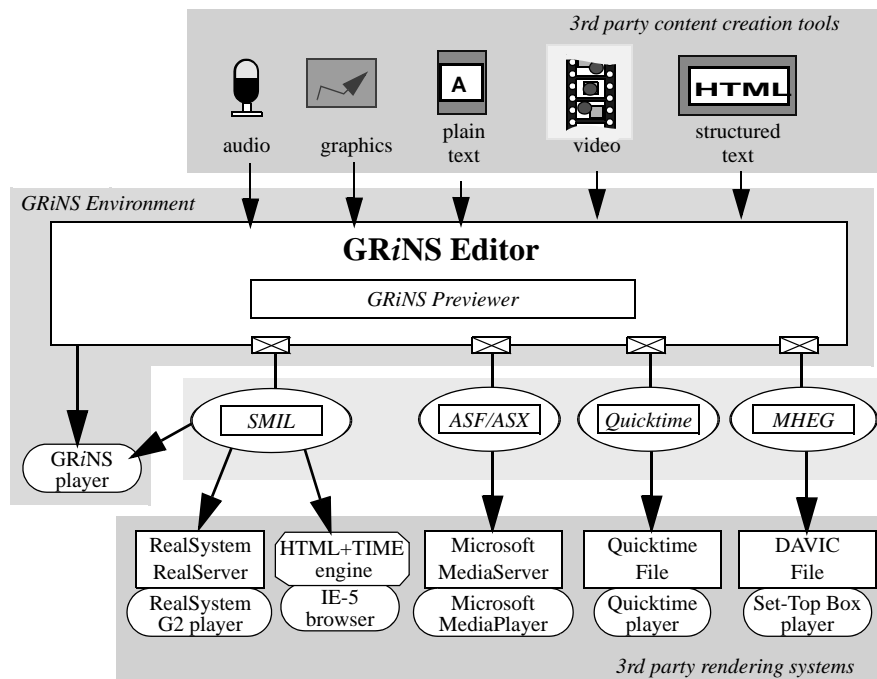 3rd party content creation tools
A
HTML
audio
graphics
plain
text
video
structured
text
GRiNS Environment
GRiNS Editor
GRiNS Previewer
SMIL
ASF/ASX
Quicktime
MHEG
GRiNS
player
RealSystem
RealServer
RealSystem
G2 player
HTML+TIME
engine
IE-5
browser
Microsoft
MediaServer
Microsoft
MediaPlayer
Quicktime
File
Quicktime
player
DAVIC
File
Set-Top Box
player
3rd party rendering systems